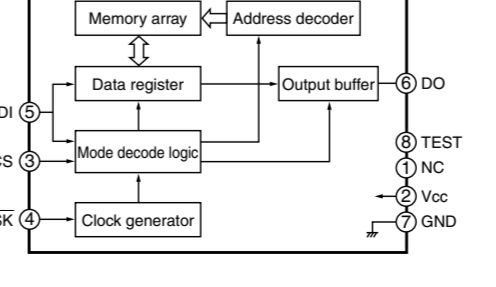 Memory array
Address decoder
Data register
Output buffer
6 DO
DI 5
8 TEST
Mode decode logic
CS 3
1 NC
2 Vcc
SK 4
Clock generator
7 GND